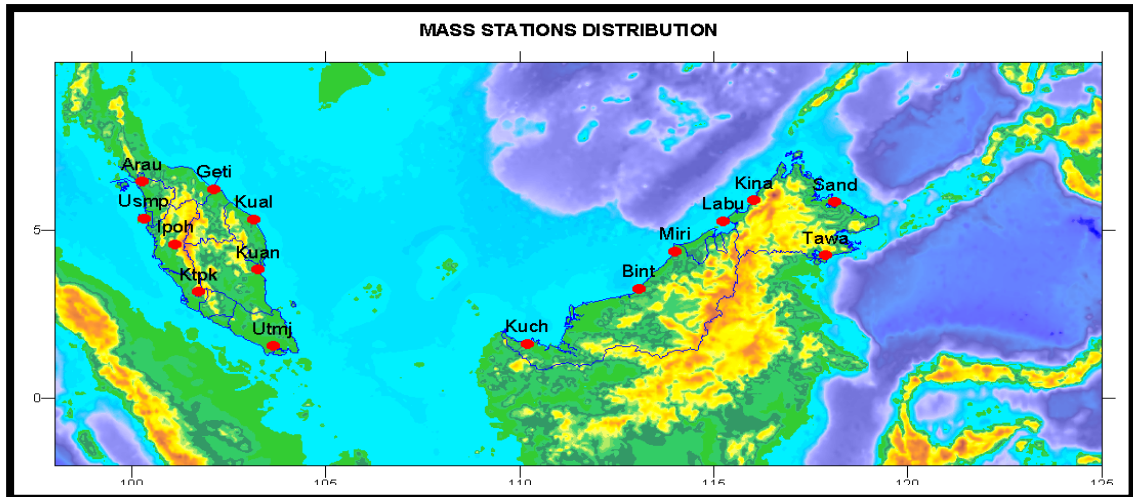 MASS STATIONS DISTRIBUTION
Arau
Geti
Usmp
Kual
Ipoh
Kuan
Ktpk
Utmj
Kina
Sand
Labu
Miri
Tawa
Bint
Kuch
5
0
100
105
110
115
120
125